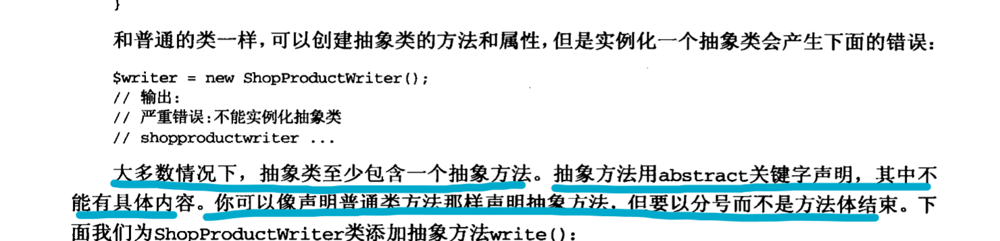 }
和普通的类一样，可以创建抽象类的方法和属性，但是实例化一个抽象类会产生下面的错误：
$writer = new ShopProductWriter();
// 输出：
// 严重错误:不能实例化抽象类
// shopproductwriter ...
大多数情况下，抽象类至少包含一个抽象方法。抽象方法用abstract关键字声明，其中不
能有具体内容。你可以像声明普通类方法那样声明抽象方法，但要以分号而不是方法体结束。下
面我们为ShopProductWriter类添加抽象方法write()：